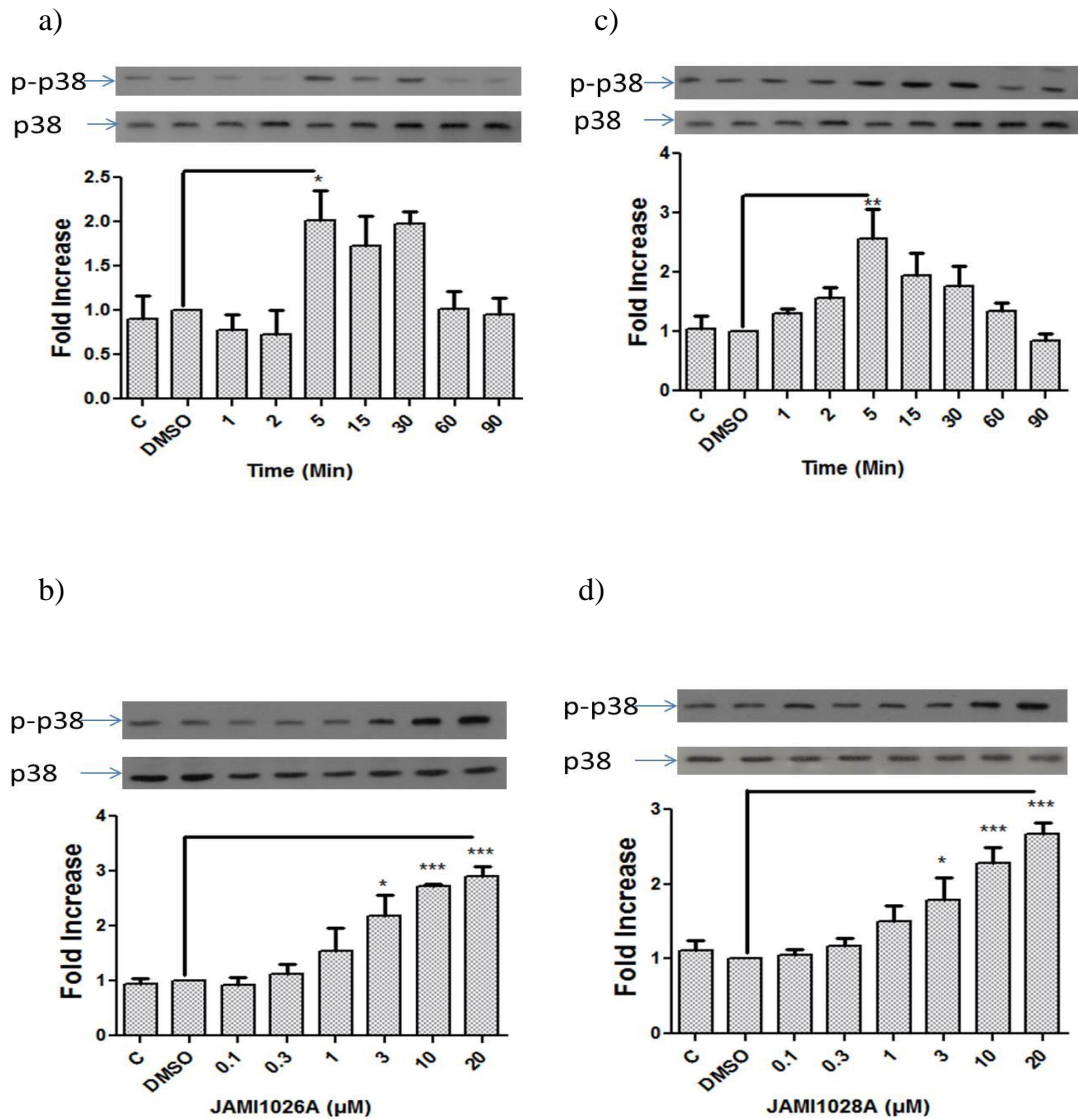 a)
p-p38
p38
2.5
2.0
1.5
1.0
0.5
0.0
Fold Increase
*
C
DMSO
1
2
5
15
30
60
90
Time (Min)
c)
p-p38
p38
4
3
2
1
0
Fold Increase
**
C
DMSO
1
2
5
15
30
60
90
Time (Min)
b)
p-p38
p38
4
3
2
1
0
Fold Increase
*
***
***
C
DMSO
0.1
0.3
1
3
10
20
JAMI1026A (µM)
d)
p-p38
p38
3
2
1
0
Fold Increase
*
***
***
C
DMSO
0.1
0.3
1
3
10
20
JAMI1028A (µM)